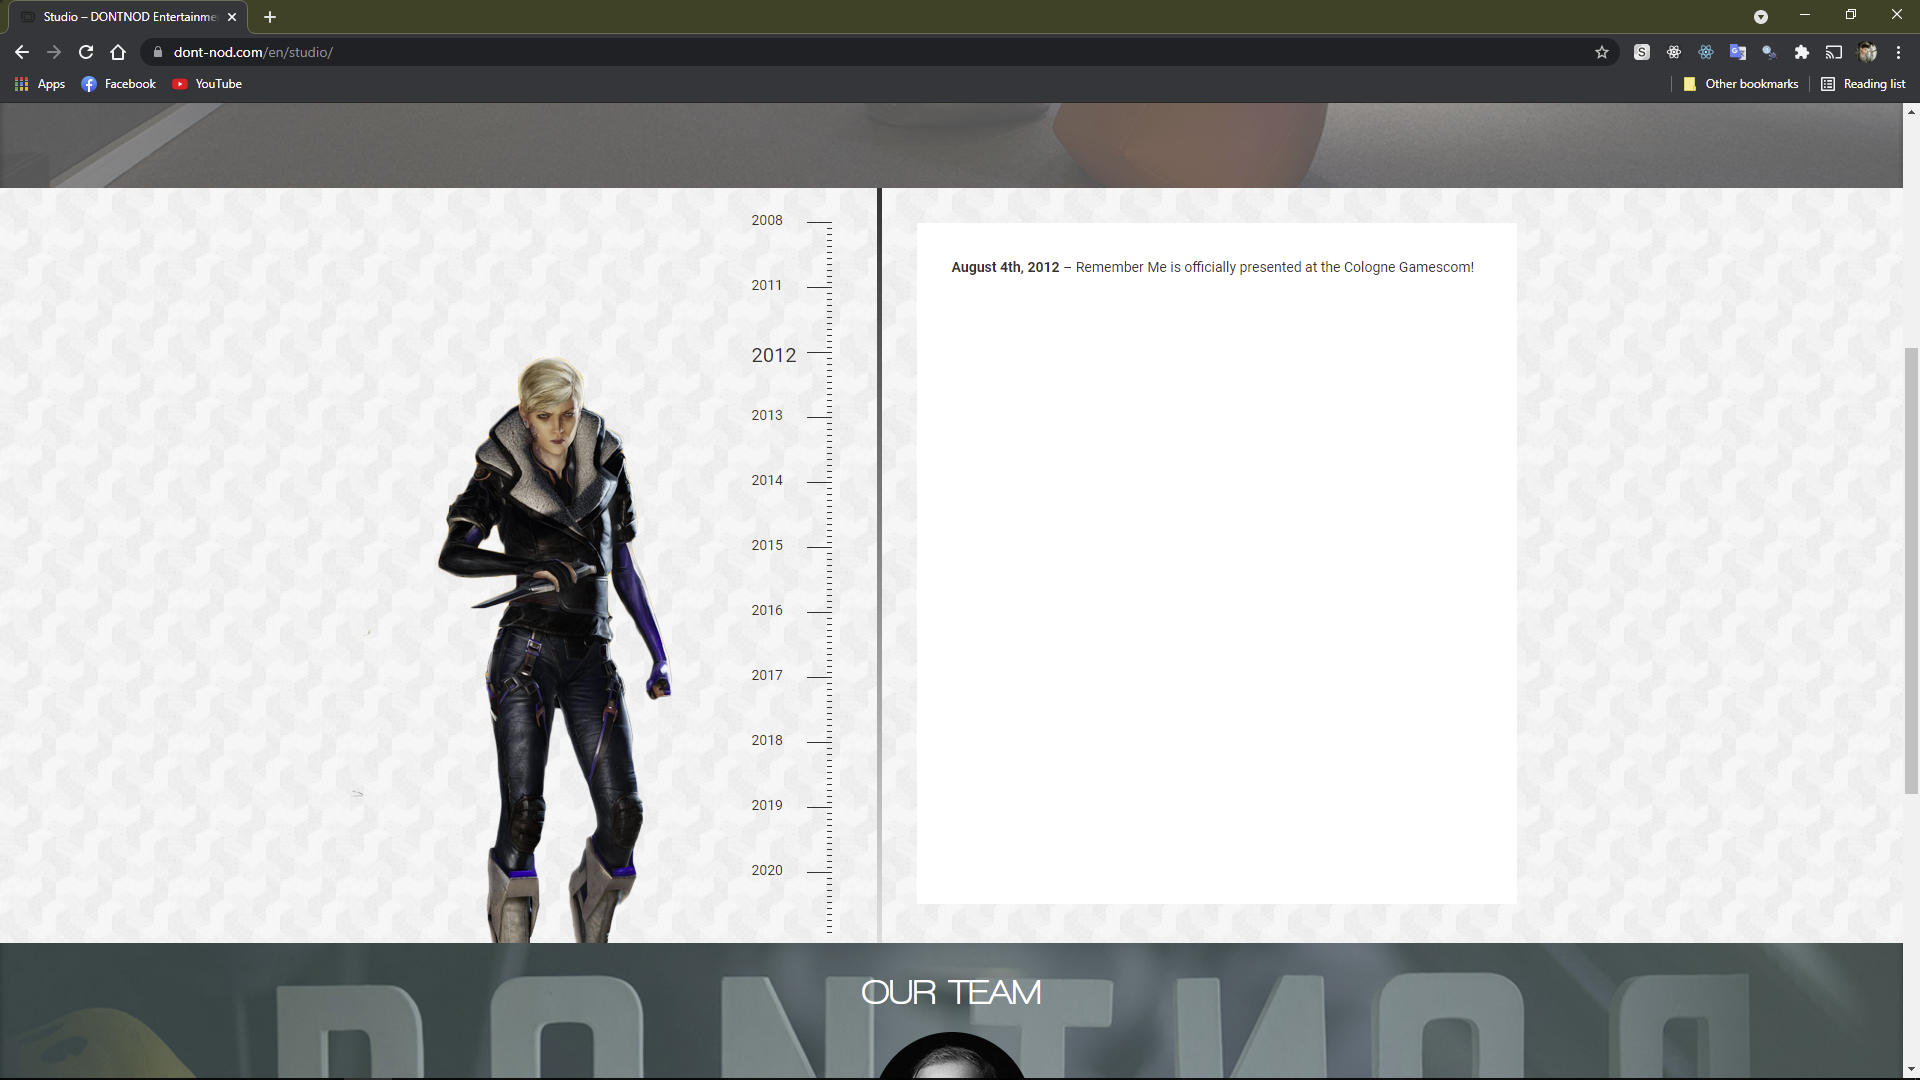 Studio – DONTNOD Entertainme
dont-nod.com/en/studio/
Apps
Facebook
YouTube
Other bookmarks
Reading list
2008
2011
2012
2013
2014
2015
2016
2017
2018
2019
2020
August 4th, 2012 – Remember Me is officially presented at the Cologne Gamescom!
OUR TEAM
DONTNOD